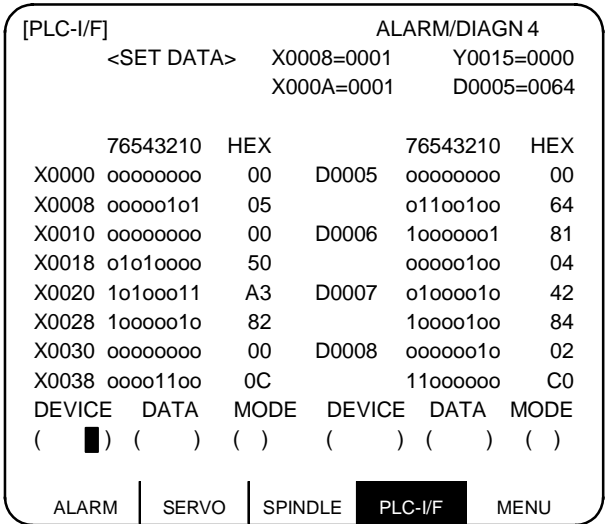 [PLC-I/F] ALARM/DIAGN 4
<SET DATA> X0008=0001 Y0015=0000
X000A=0001 D0005=0064
76543210 HEX 76543210 HEX
X0000 oooooooo 00 D0005 oooooooo 00
X0008 ooooo1o1 05 o11oo1oo 64
X0010 oooooooo 00 D0006 1oooooo1 81
X0018 o1o1oooo 50 ooooo1oo 04
X0020 1o1ooo11 A3 D0007 o1oooo1o 42
X0028 1ooooo1o 82 1oooo1oo 84
X0030 oooooooo 00 D0008 oooooo1o 02
X0038 oooo11oo 0C 11oooooo C0
DEVICE DATA MODE DEVICE DATA MODE
( ) ( ) ( ) ( ) ( ) ( )
ALARM SERVO SPINDLE PLC-I/F MENU